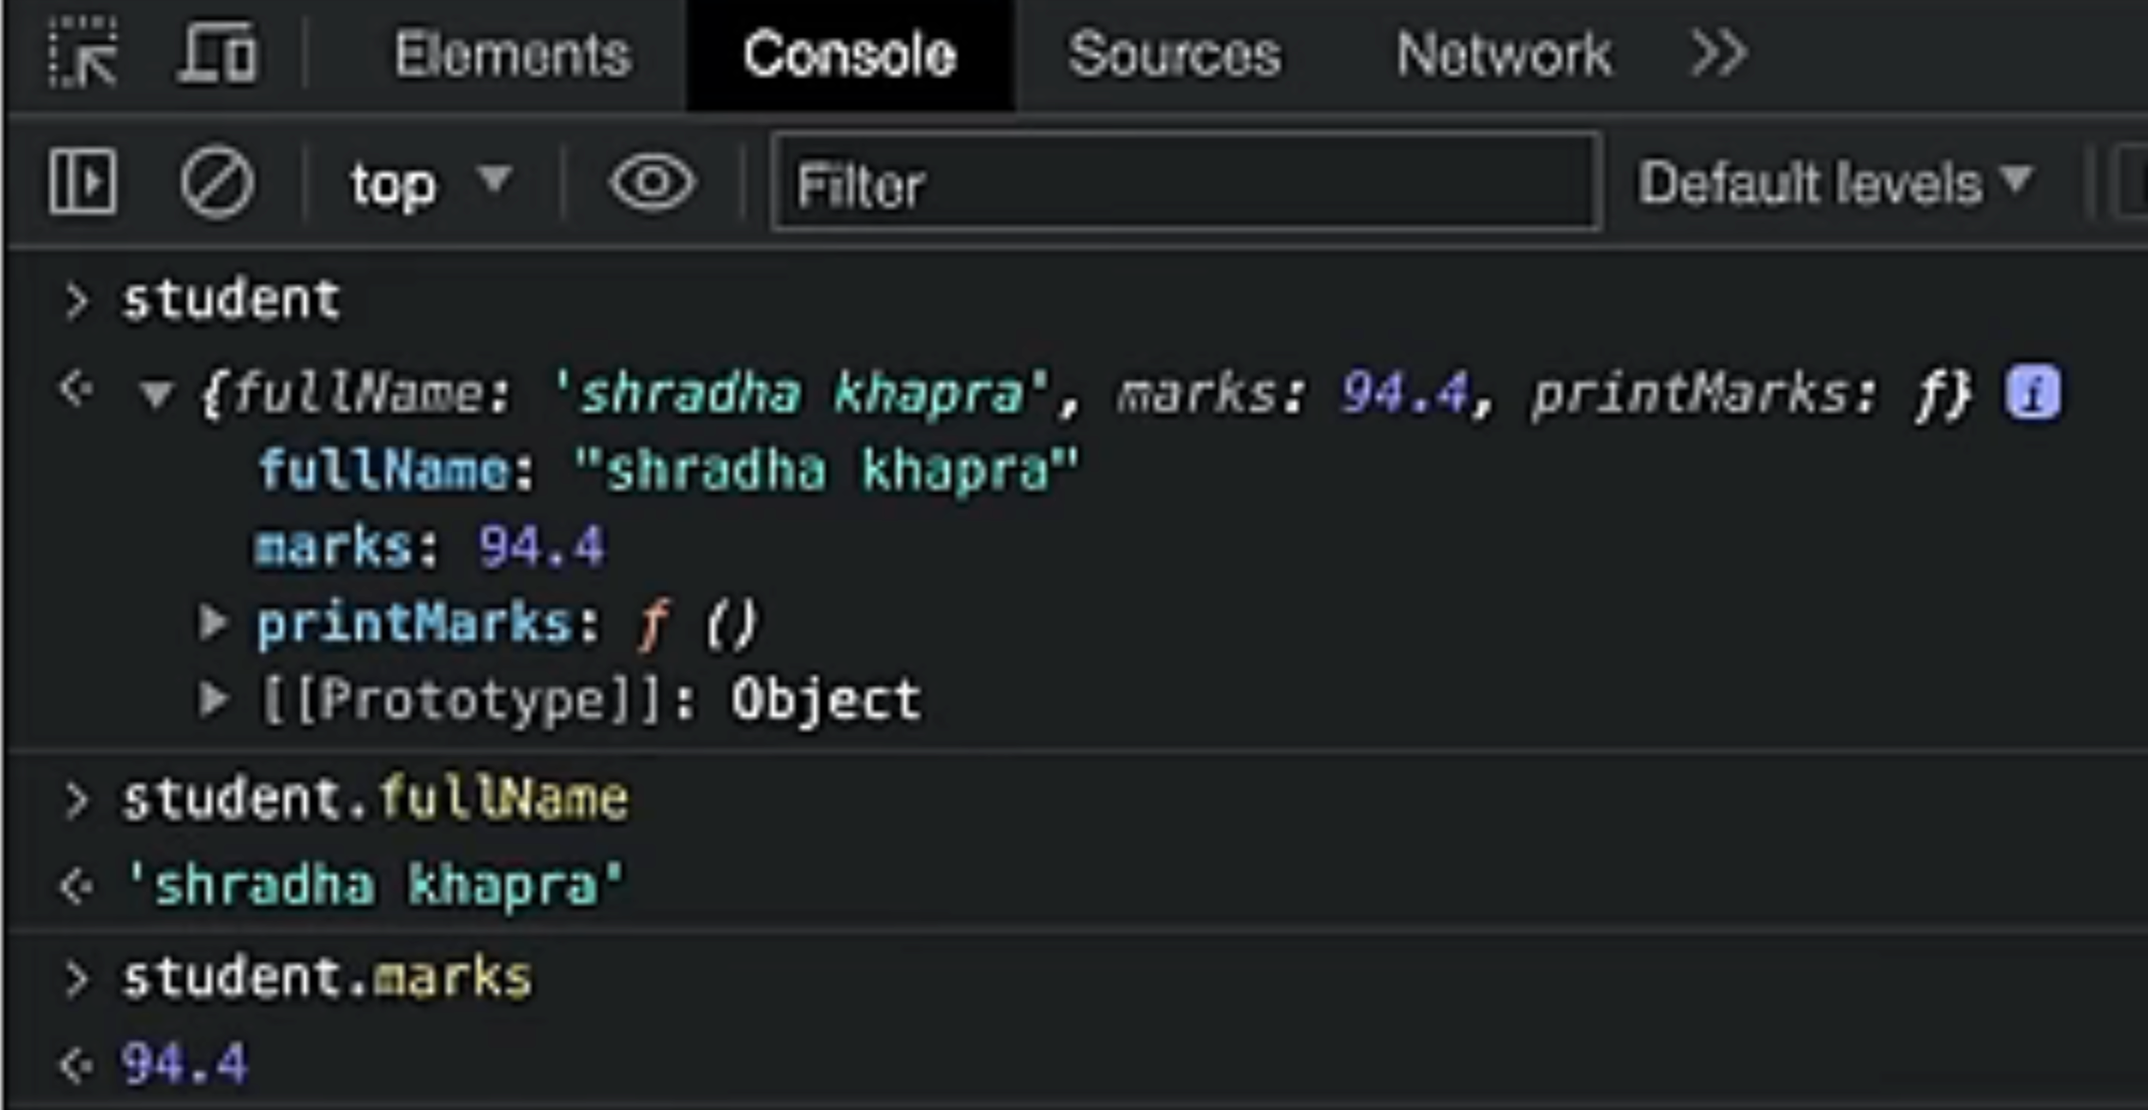 Elements Console Sources Network
top Filter Default levels
> student
{fullName: 'shradha khapra', marks: 94.4, printMarks: ƒ} i
fullName: "shradha khapra"
marks: 94.4
printMarks: ƒ ()
[[Prototype]]: Object
> student.fullName
'shradha khapra'
> student.marks
94.4